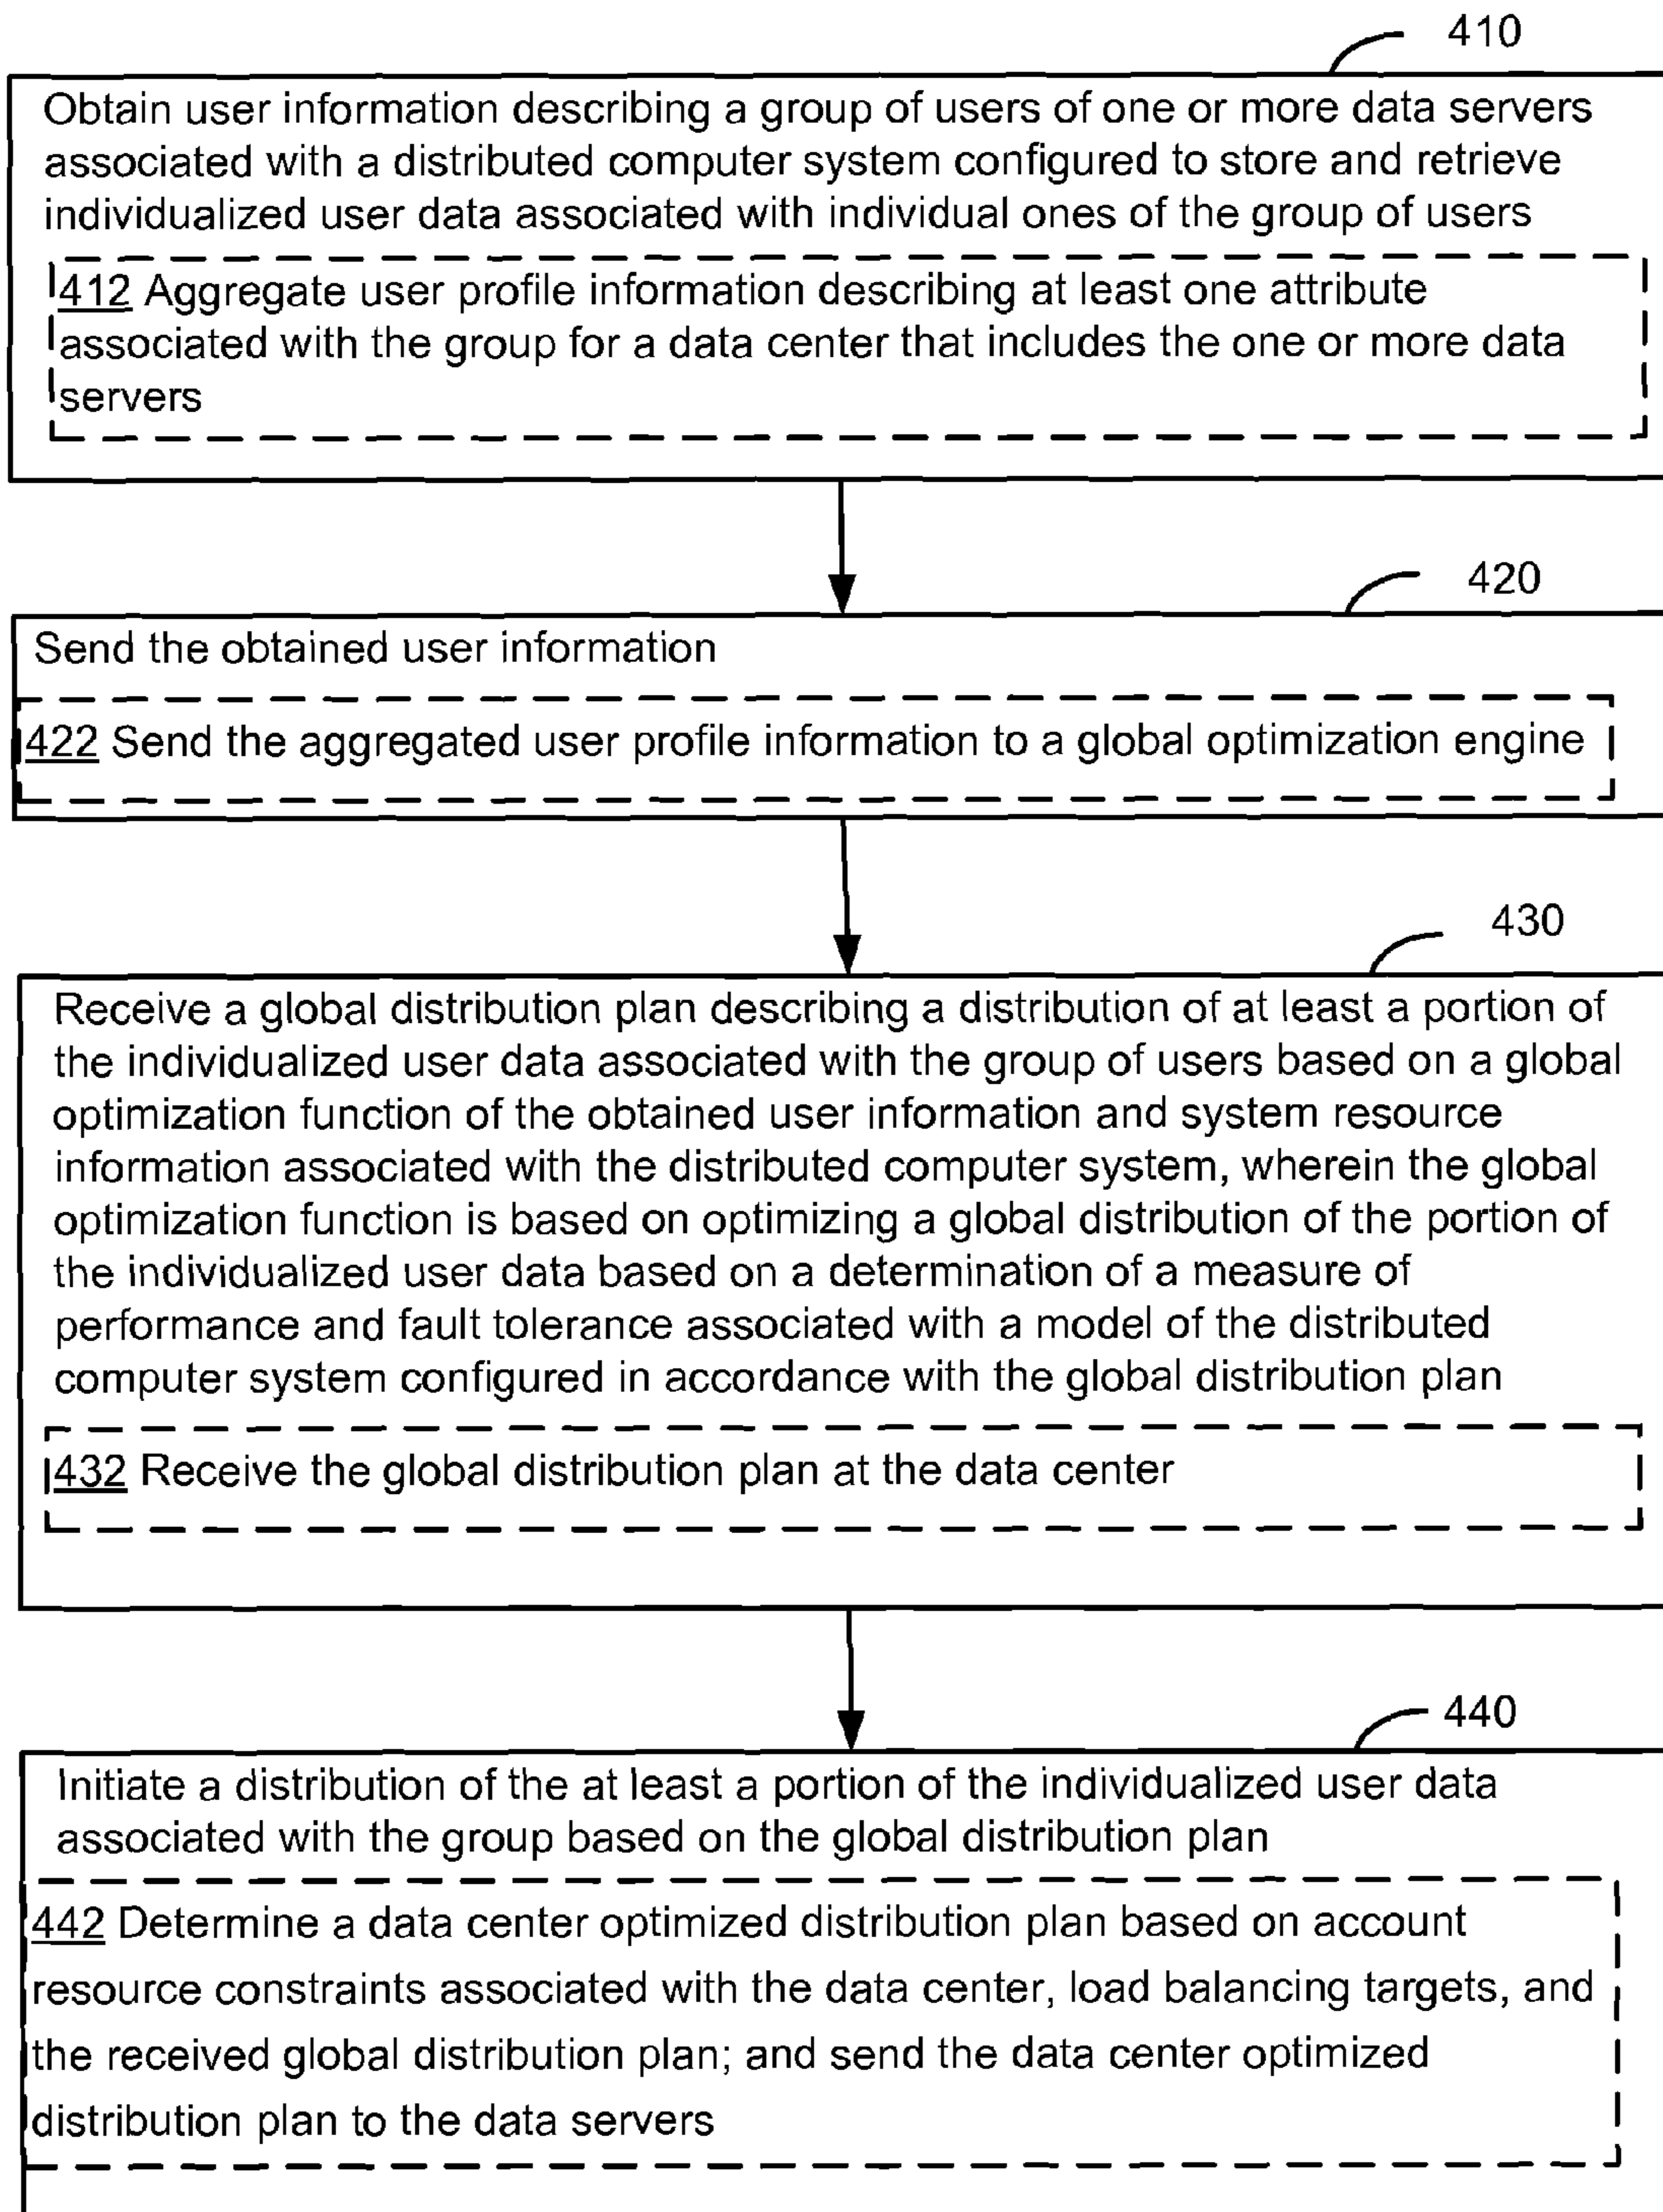 410
Obtain user information describing a group of users of one or more data servers
associated with a distributed computer system configured to store and retrieve
individualized user data associated with individual ones of the group of users
412 Aggregate user profile information describing at least one attribute
associated with the group for a data center that includes the one or more data
servers
420
Send the obtained user information
422 Send the aggregated user profile information to a global optimization engine
430
Receive a global distribution plan describing a distribution of at least a portion of
the individualized user data associated with the group of users based on a global
optimization function of the obtained user information and system resource
information associated with the distributed computer system, wherein the global
optimization function is based on optimizing a global distribution of the portion of
the individualized user data based on a determination of a measure of
performance and fault tolerance associated with a model of the distributed
computer system configured in accordance with the global distribution plan
432 Receive the global distribution plan at the data center
440
Initiate a distribution of the at least a portion of the individualized user data
associated with the group based on the global distribution plan
442 Determine a data center optimized distribution plan based on account
resource constraints associated with the data center, load balancing targets, and
the received global distribution plan; and send the data center optimized
distribution plan to the data servers